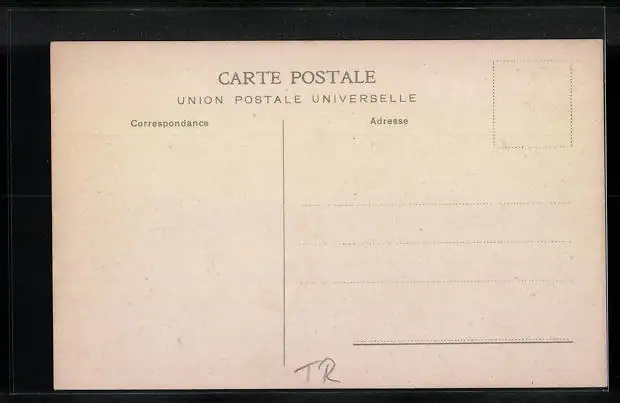 CARTE POSTALE
UNION POSTALE UNIVERSELLE
Correspondance
Adresse
TR